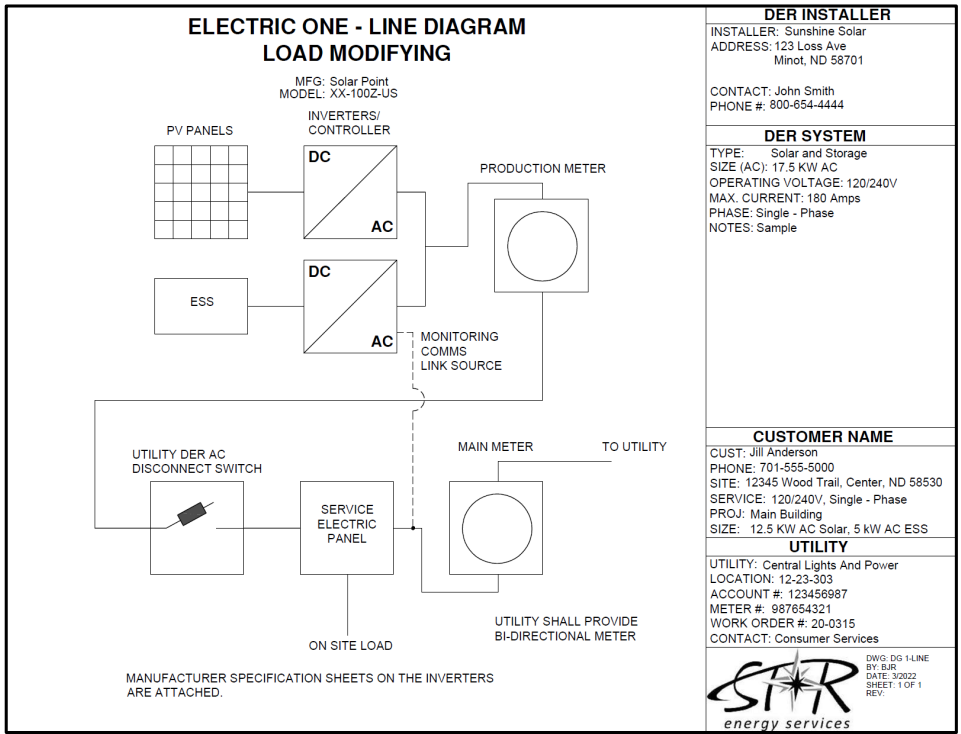 ELECTRIC ONE - LINE DIAGRAM
LOAD MODIFYING
MFG: Solar Point
MODEL: XX-100Z-US
INVERTERS/
CONTROLLER
PV PANELS
DC
AC
PRODUCTION METER
ESS
DC
AC
MONITORING
COMMS
LINK SOURCE
UTILITY DER AC
DISCONNECT SWITCH
MAIN METER
TO UTILITY
SERVICE
ELECTRIC
PANEL
ON SITE LOAD
UTILITY SHALL PROVIDE
BI-DIRECTIONAL METER
MANUFACTURER SPECIFICATION SHEETS ON THE INVERTERS
ARE ATTACHED.
DER INSTALLER
INSTALLER: Sunshine Solar
ADDRESS: 123 Loss Ave
Minot, ND 58701
CONTACT: John Smith
PHONE #: 800-654-4444
DER SYSTEM
TYPE: Solar and Storage
SIZE (AC): 17.5 KW AC
OPERATING VOLTAGE: 120/240V
MAX. CURRENT: 180 Amps
PHASE: Single - Phase
NOTES: Sample
CUSTOMER NAME
CUST: Jill Anderson
PHONE: 701-555-5000
SITE: 12345 Wood Trail, Center, ND 58530
SERVICE: 120/240V, Single - Phase
PROJ: Main Building
SIZE: 12.5 KW AC Solar, 5 kW AC ESS
UTILITY
UTILITY: Central Lights And Power
LOCATION: 12-23-303
ACCOUNT #: 123456987
METER #: 987654321
WORK ORDER #: 20-0315
CONTACT: Consumer Services
STAR
energy services
DWG: DG 1-LINE
BY: BJR
DATE: 3/2022
SHEET: 1 OF 1
REV: